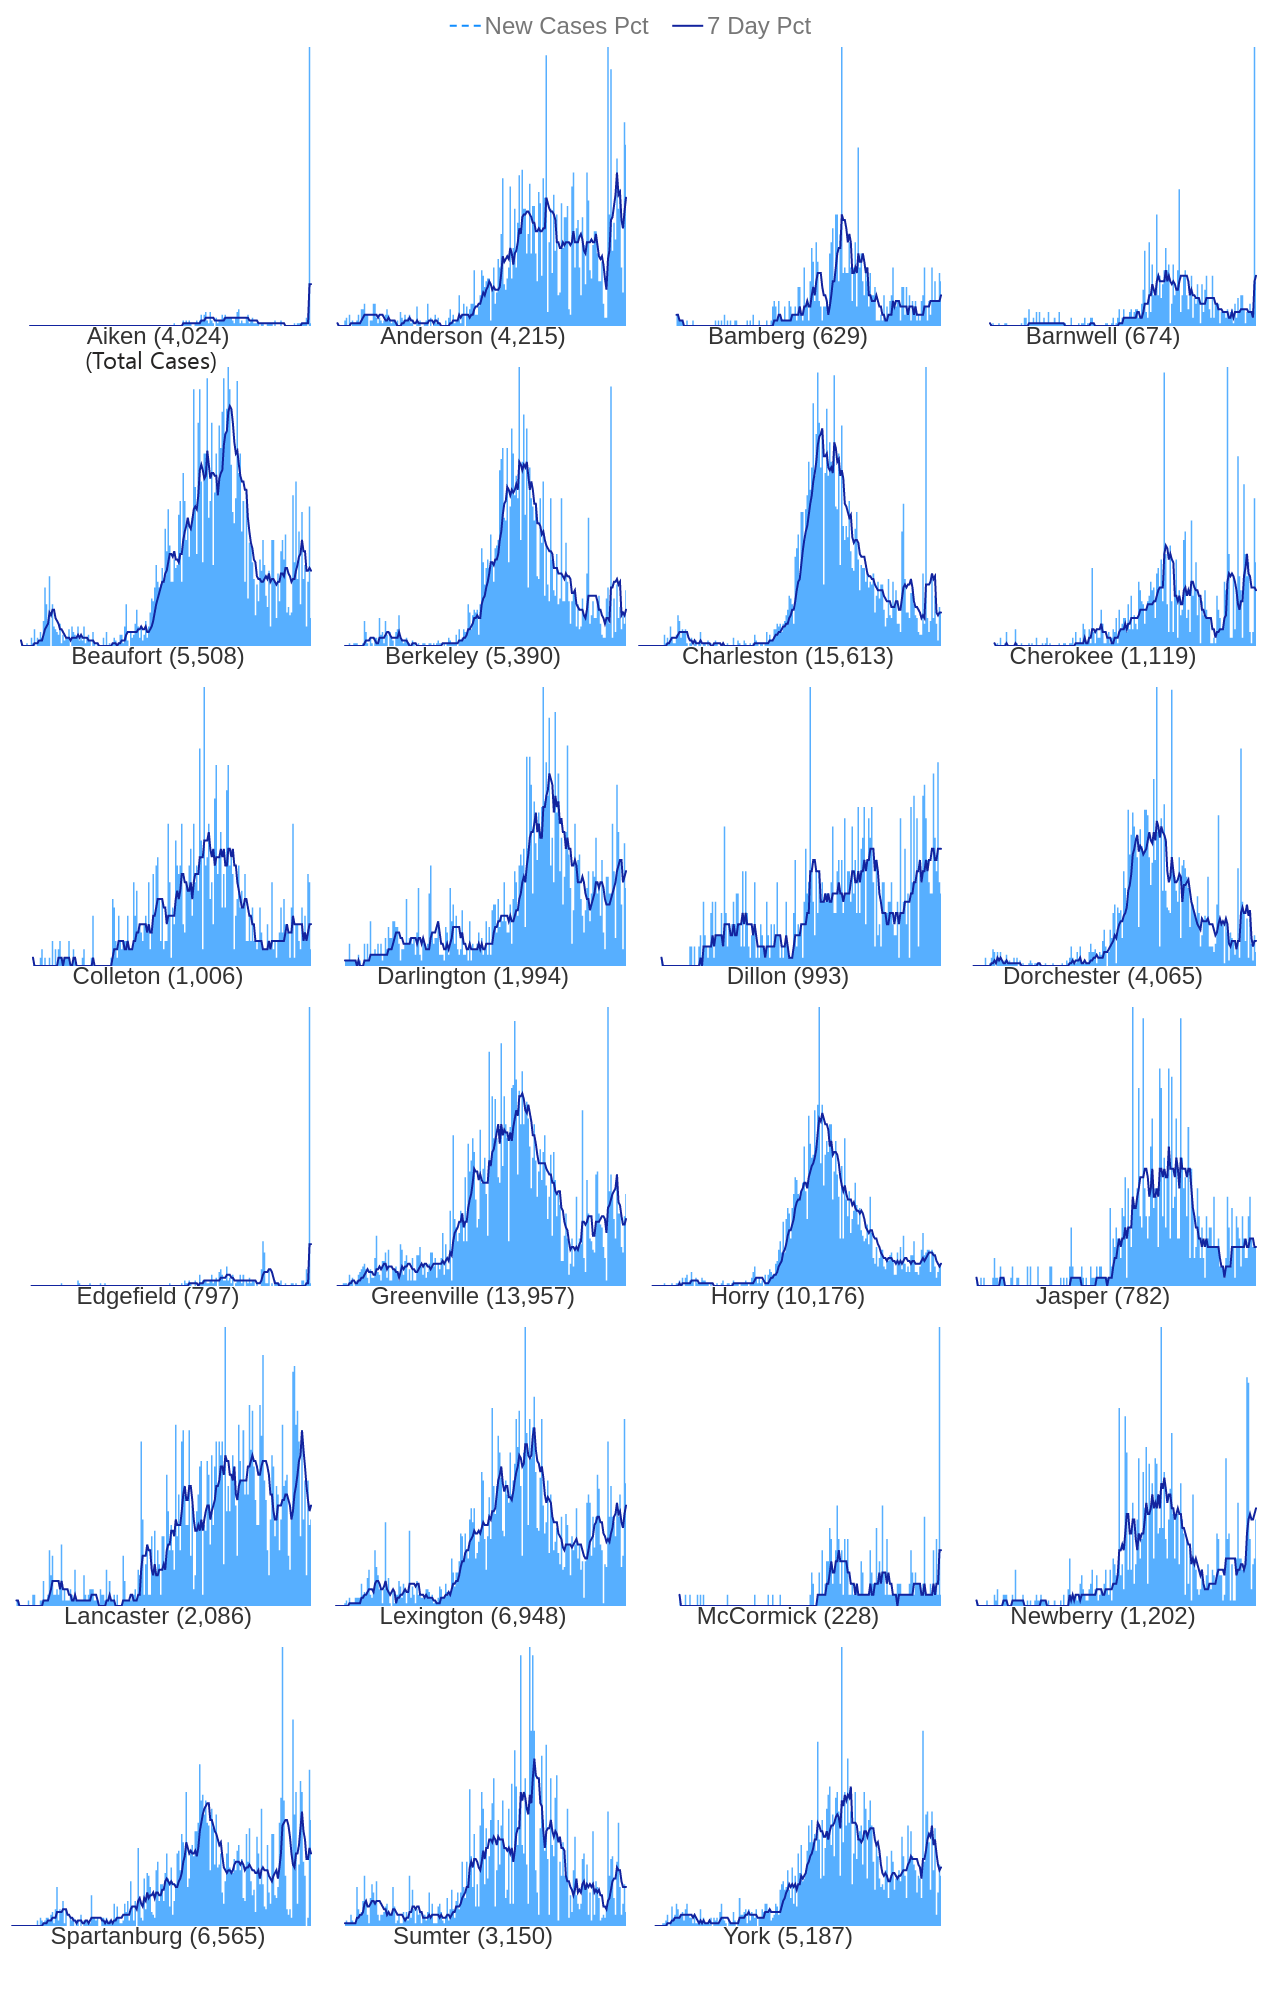 New Cases Pct 7 Day Pct
Aiken (4,024) Anderson (4,215) Bamberg (629) Barnwell (674)
(Total Cases)
Beaufort (5,508) Berkeley (5,390) Charleston (15,613) Cherokee (1,119)
Colleton (1,006) Darlington (1,994) Dillon (993) Dorchester (4,065)
Edgefield (797) Greenville (13,957) Horry (10,176) Jasper (782)
Lancaster (2,086) Lexington (6,948) McCormick (228) Newberry (1,202)
Spartanburg (6,565) Sumter (3,150) York (5,187)